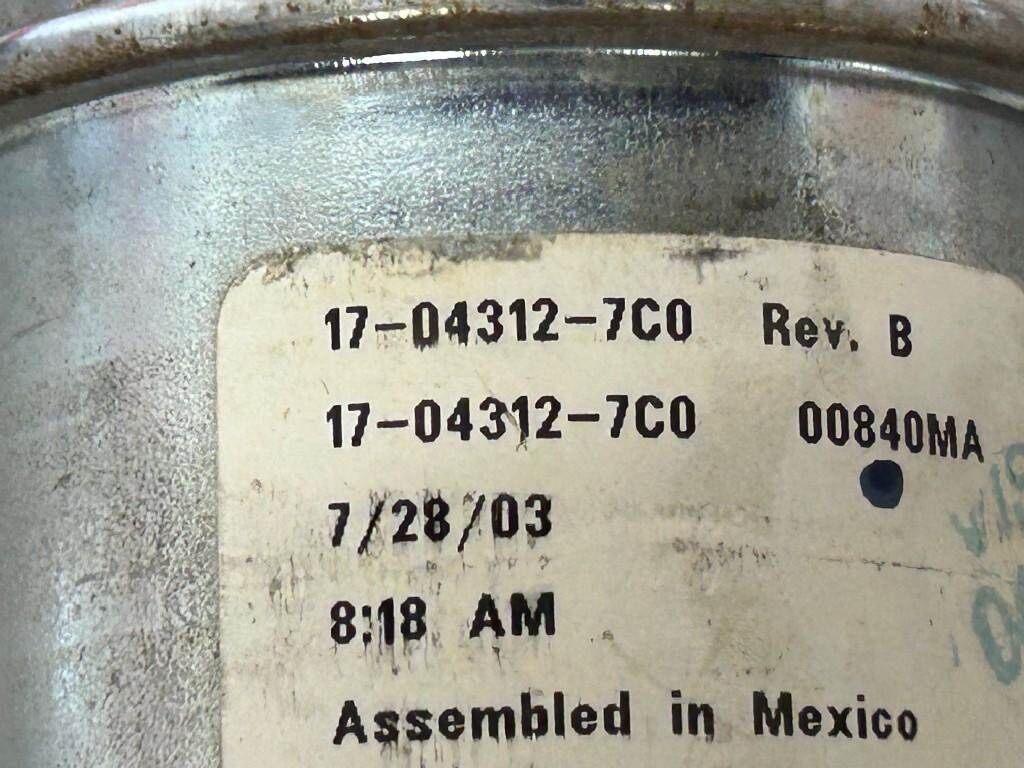 17-04312-7C0 Rev. B
17-04312-7C0 00840MA
7/28/03
8:18 AM
Assembled in Mexico